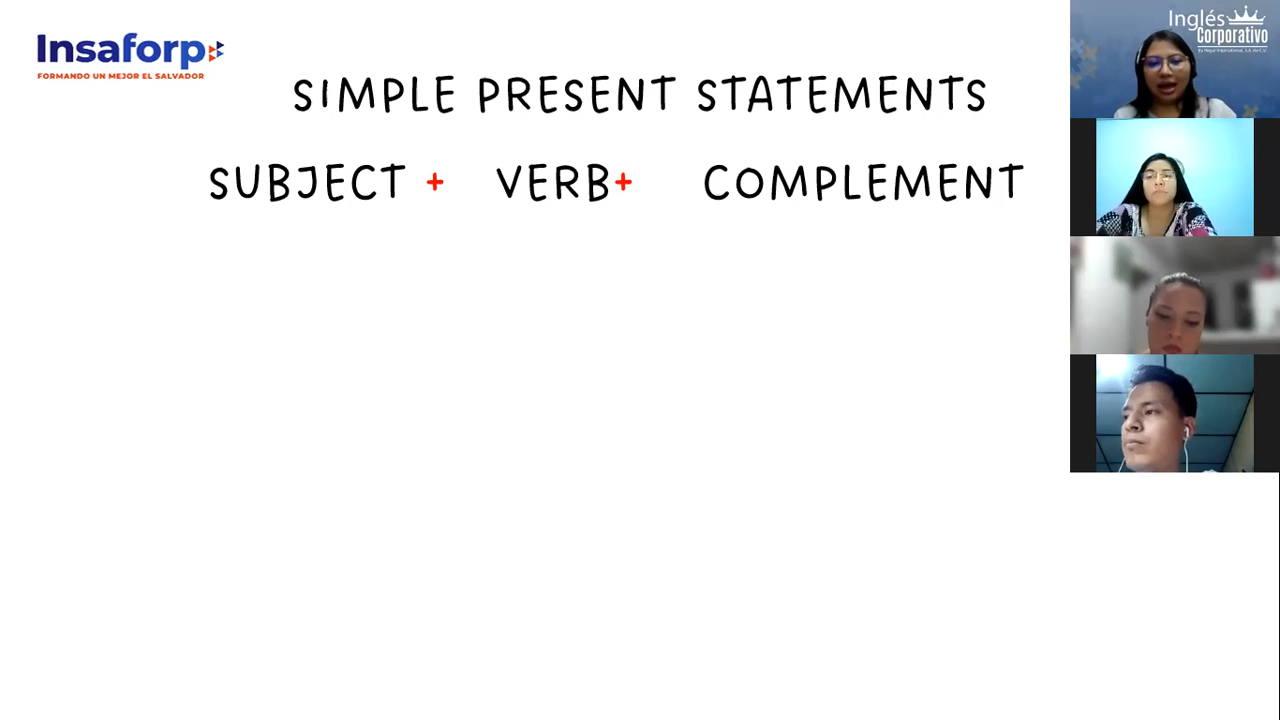 Insaforp
FORMANDO UN MEJOR EL SALVADOR
SIMPLE PRESENT STATEMENTS
SUBJECT + VERB+ COMPLEMENT
Inglés
Corporativo